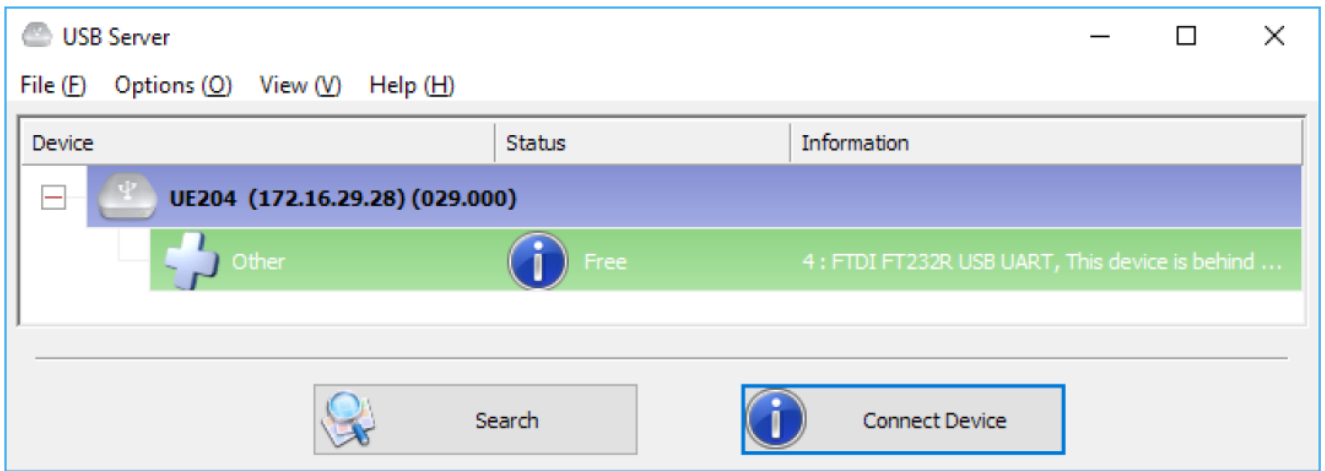 USB Server
File (F) Options (O) View (V) Help (H)
Device Status Information
UE204 (172.16.29.28) (029.000)
Other Free 4 : FTDI FT232R USB UART, This device is behind ...
Search Connect Device